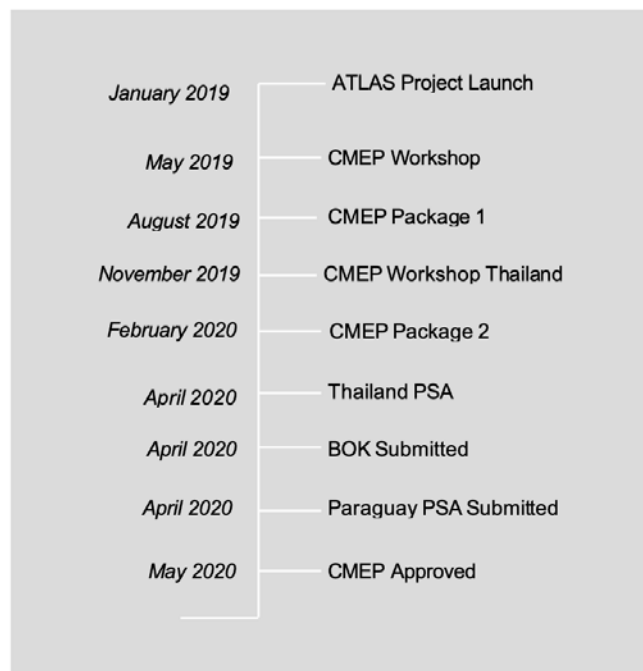 January 2019 ATLAS Project Launch
May 2019 CMEP Workshop
August 2019 CMEP Package 1
November 2019 CMEP Workshop Thailand
February 2020 CMEP Package 2
April 2020 Thailand PSA
April 2020 BOK Submitted
April 2020 Paraguay PSA Submitted
May 2020 CMEP Approved